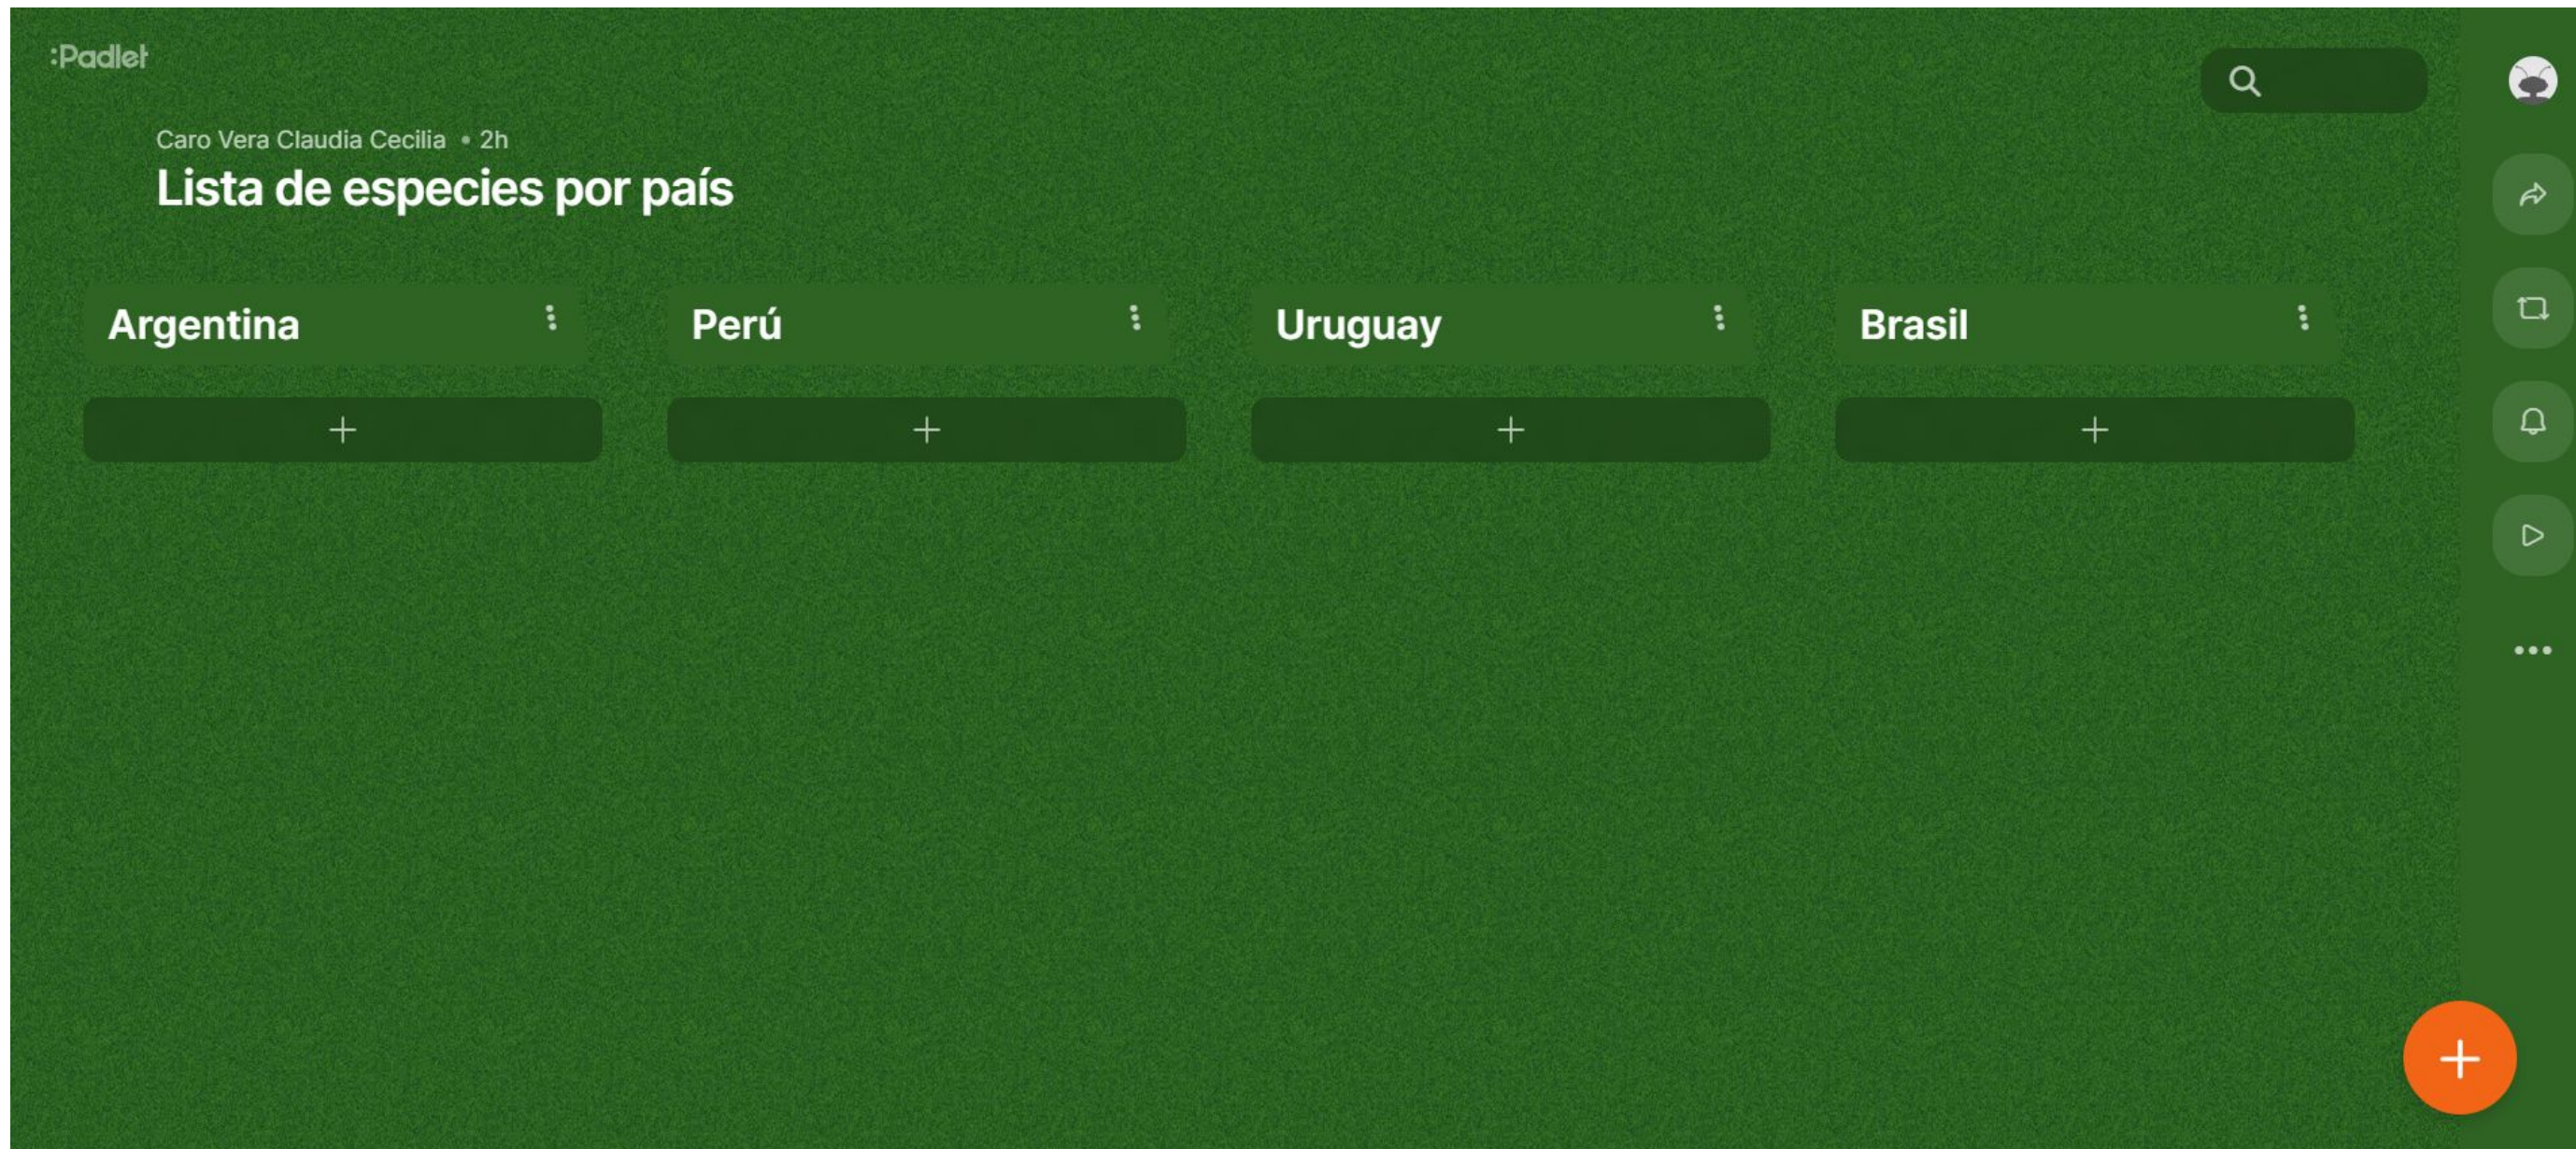 :Padlet
Caro Vera Claudia Cecilia • 2h
Lista de especies por país
Argentina
Perú
Uruguay
Brasil